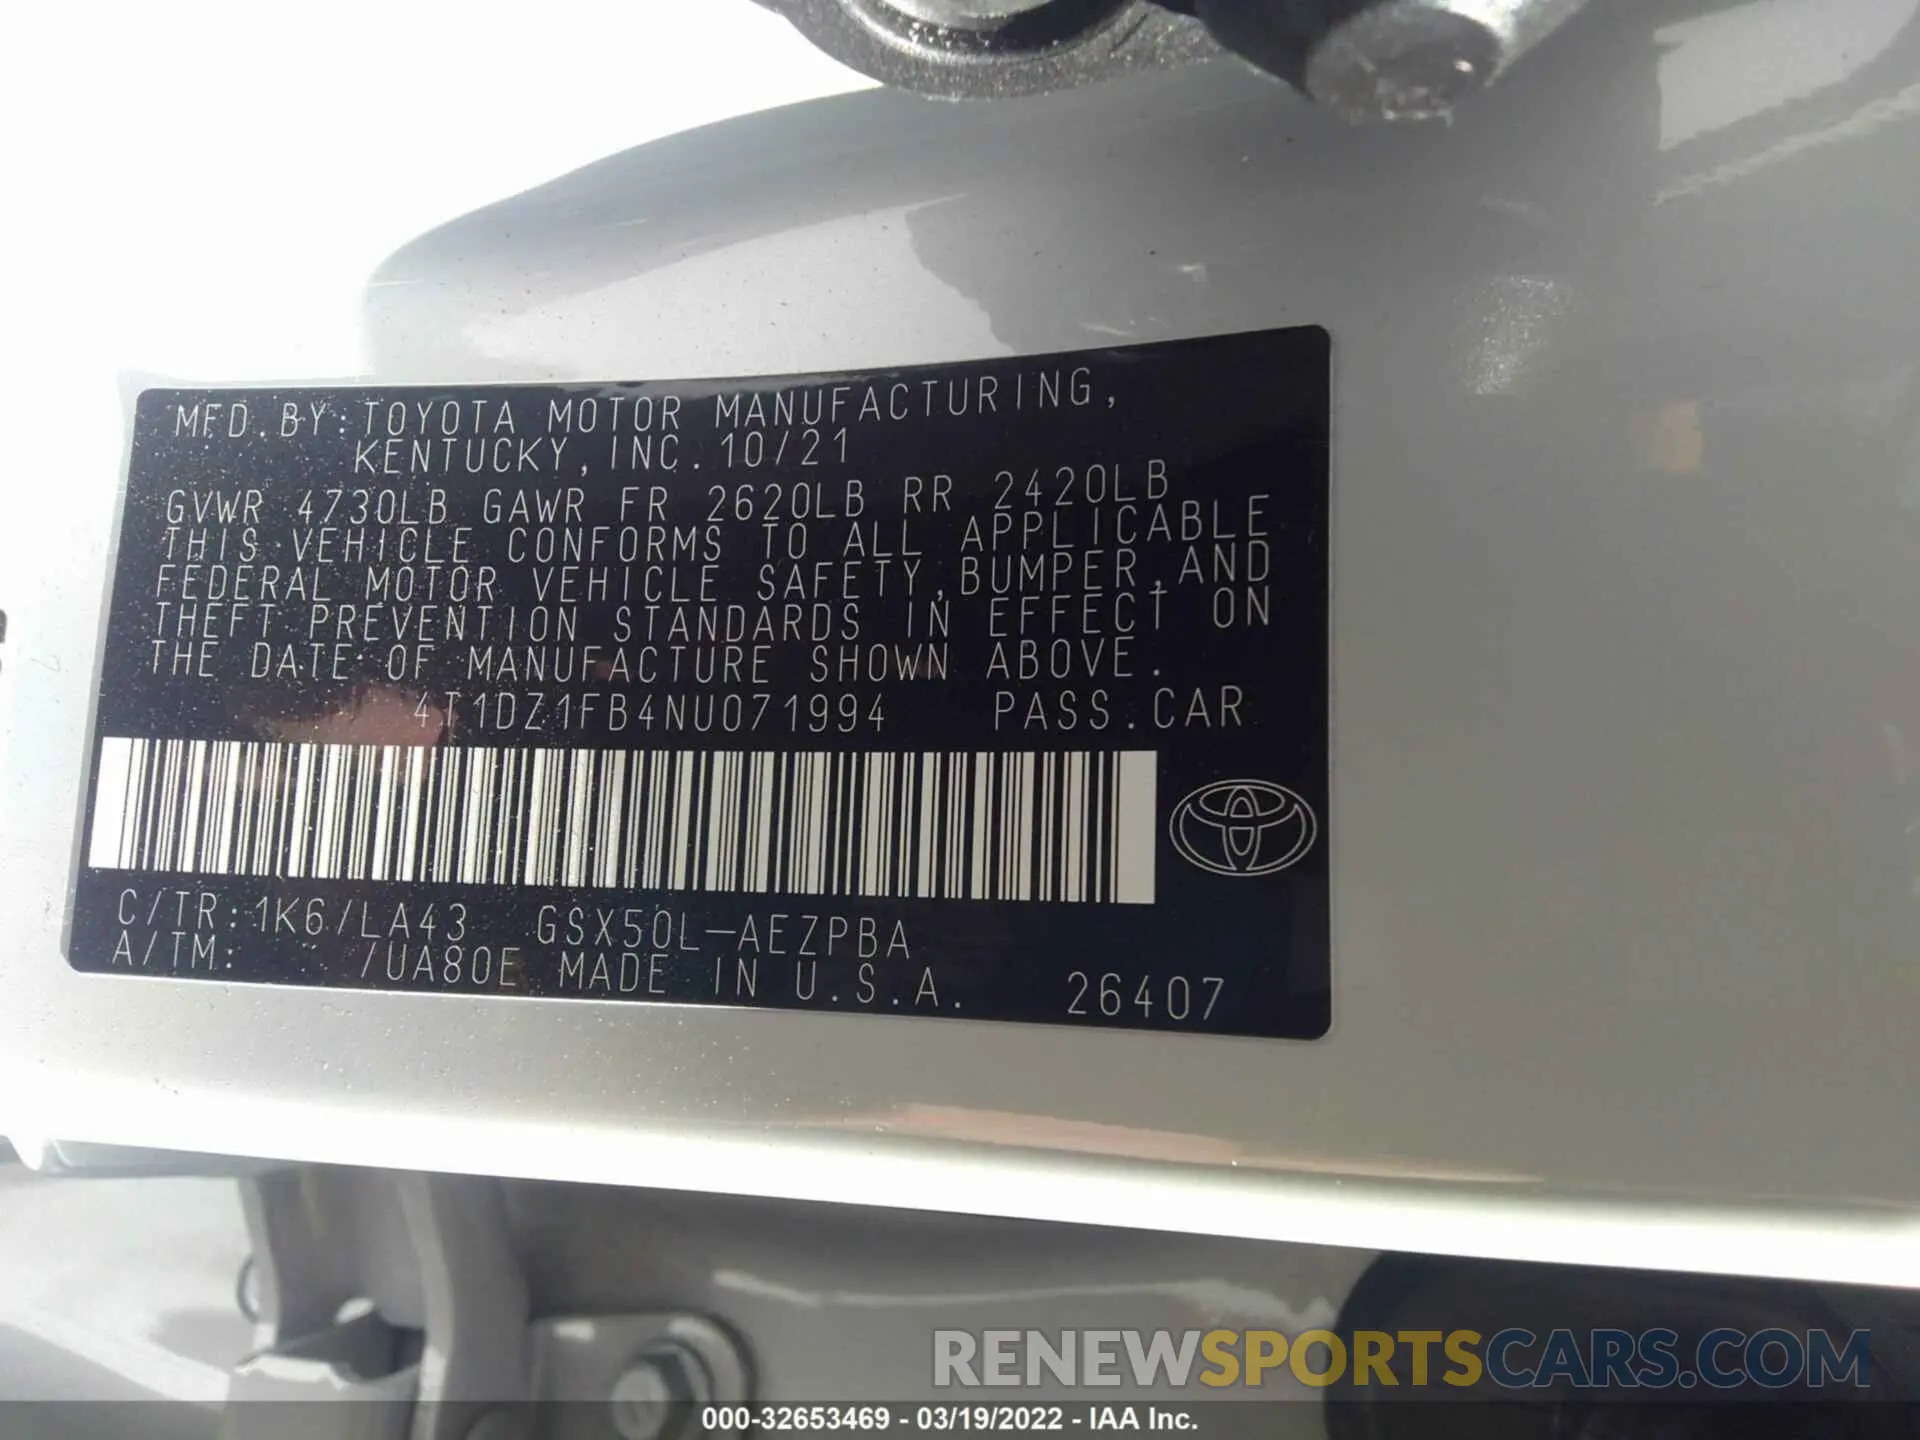 MFD.BY:TOYOTA MOTOR MANUFACTURING,
KENTUCKY,INC.10/21
GVWR 4730LB GAWR FR 2620LB RR 2420LB
THIS VEHICLE CONFORMS TO ALL APPLICABLE
FEDERAL MOTOR VEHICLE SAFETY,BUMPER,AND
THEFT PREVENTION STANDARDS IN EFFECT ON
THE DATE OF MANUFACTURE SHOWN ABOVE.
4T1DZ1FB4NU071994 PASS.CAR
C/TR:1K6/LA43 GSX50L-AEZPBA
A/TM: /UA80E MADE IN U.S.A. 26407
RENEWSPORTSCARS.COM
000-32653469 - 03/19/2022 - IAA Inc.